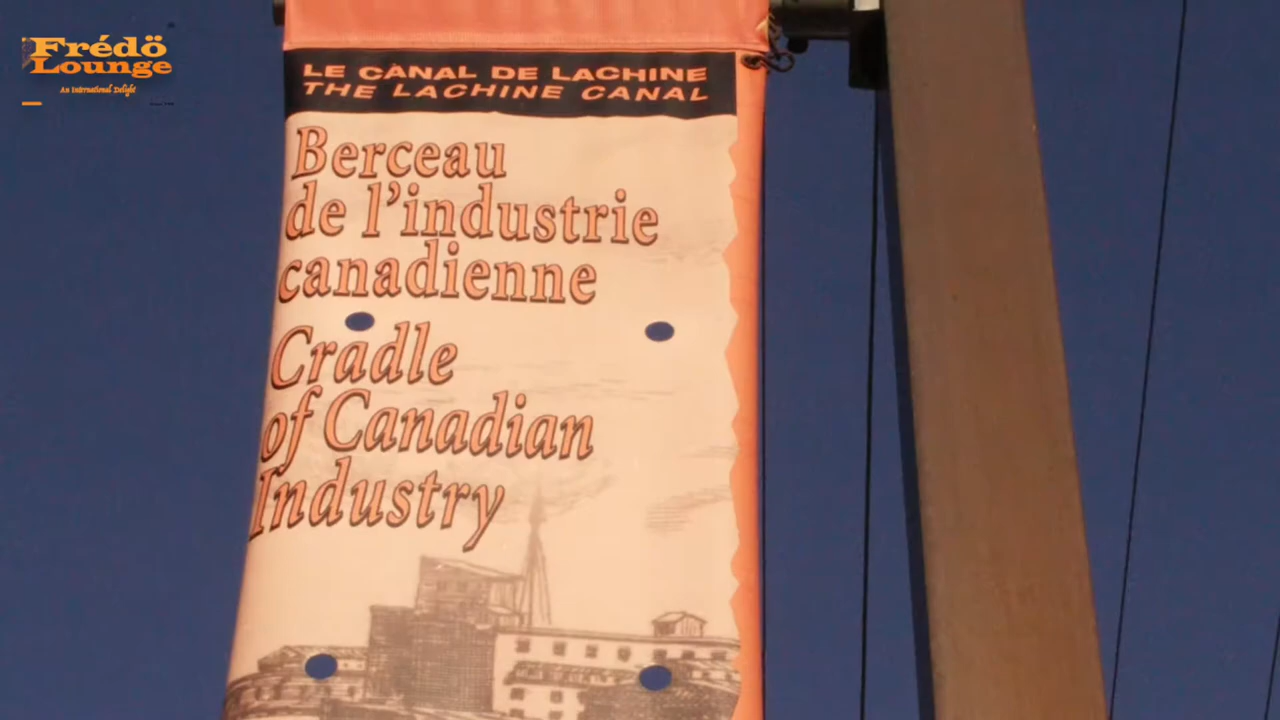 Frédö
Lounge
An International Delight
LE CANAL DE LACHINE
THE LACHINE CANAL
Berceau
de l'industrie
canadienne
Cradle
of Canadian
Industry